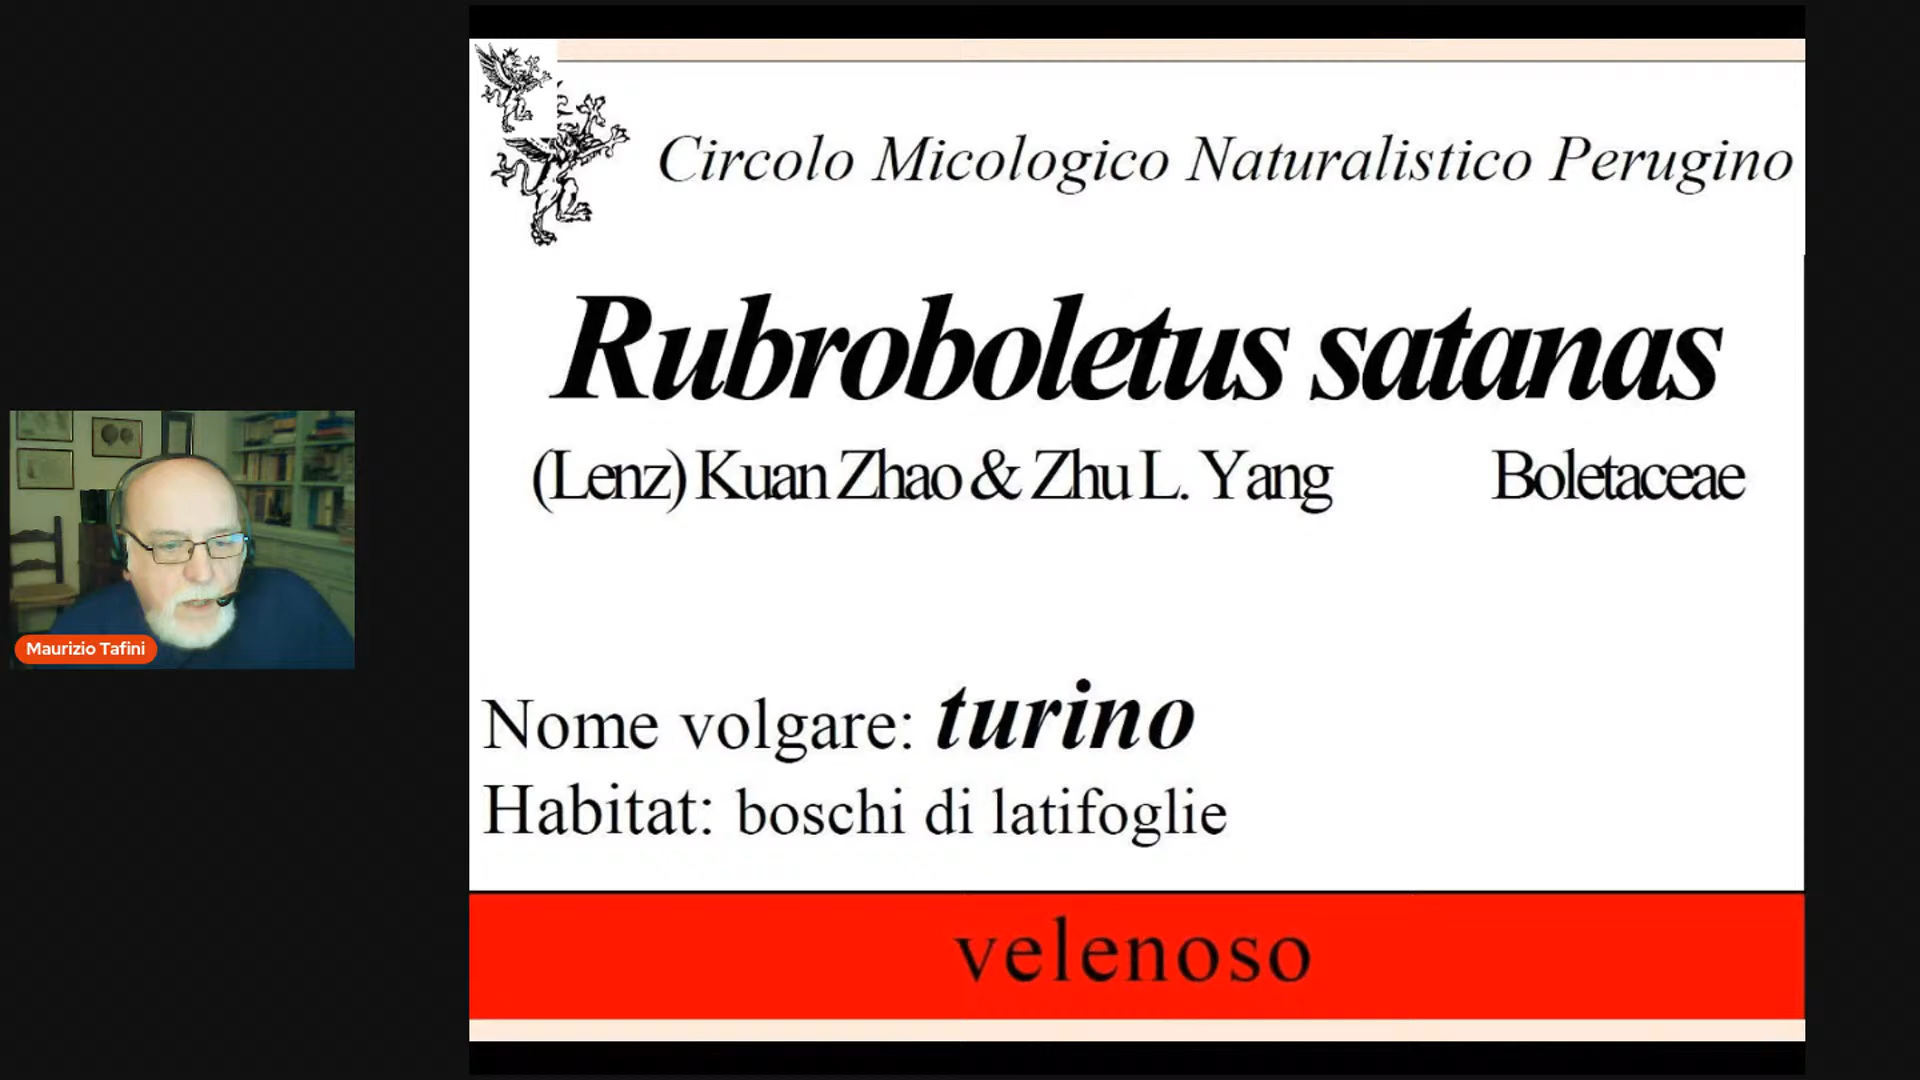 Circolo Micologico Naturalistico Perugino
Rubroboletus satanas
(Lenz) Kuan Zhao & Zhu L. Yang Boletaceae
Maurizio Tafini
Nome volgare: turino
Habitat: boschi di latifoglie
velenoso